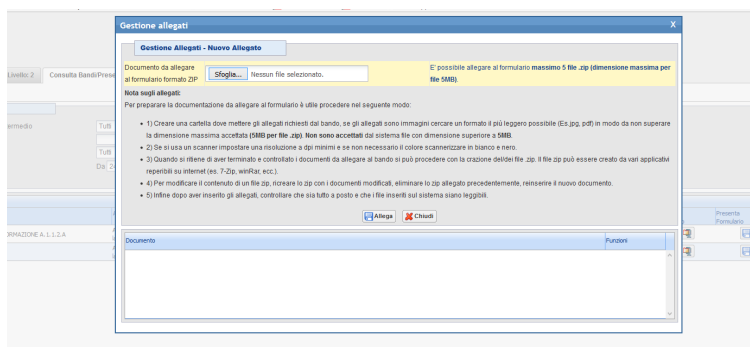 Gestione allegati X
Gestione Allegati - Nuovo Allegato
Documento da allegare
al formulario formato ZIP
Sfoglia... Nessun file selezionato.
E' possibile allegare al formulario massimo 5 file .zip (dimensione massima per
file 5MB).
Livello: 2 Consulta Bandi/Prese
Nota sugli allegati:
Per preparare la documentazione da allegare al formulario è utile procedere nel seguente modo:
• 1) Creare una cartella dove mettere gli allegati richiesti dal bando, se gli allegati sono immagini cercare un formato il più leggero possibile (Es.jpg, pdf) in modo da non superare
la dimensione massima accettata (5MB per file .zip). Non sono accettati dal sistema file con dimensione superiore a 5MB.
• 2) Se si usa un scanner impostare una risoluzione a dpi minimi e se non necessario il colore scannerizzare in bianco e nero.
• 3) Quando si ritiene di aver terminato e controllato i documenti da allegare al bando si può procedere con la crazione del/dei file .zip. Il file zip può essere creato da vari applicativi
reperibili su internet (es. 7-Zip, winRar, ecc.).
• 4) Per modificare il contenuto di un file zip, ricreare lo zip con i documenti modificati, eliminare lo zip allegato precedentemente, reinserire il nuovo documento.
• 5) Infine dopo aver inserito gli allegati, controllare che sia tutto a posto e che i file inseriti sul sistema siano leggibili.
ermedio Tutti
Tutti
Da
Allega Chiudi
Documento Funzioni
Presenta
Formulario
ORMAZIONE A.1.1.2.A